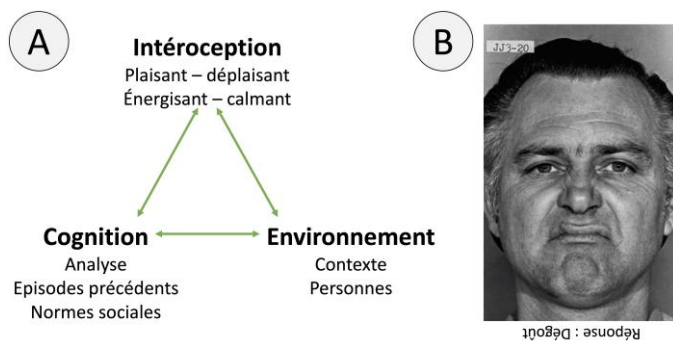 A
Intéroception
Plaisant – déplaisant
Énergisant – calmant
Cognition
Analyse
Episodes précédents
Normes sociales
Environnement
Contexte
Personnes
B
JJ3-20
Réponse : Dégoût